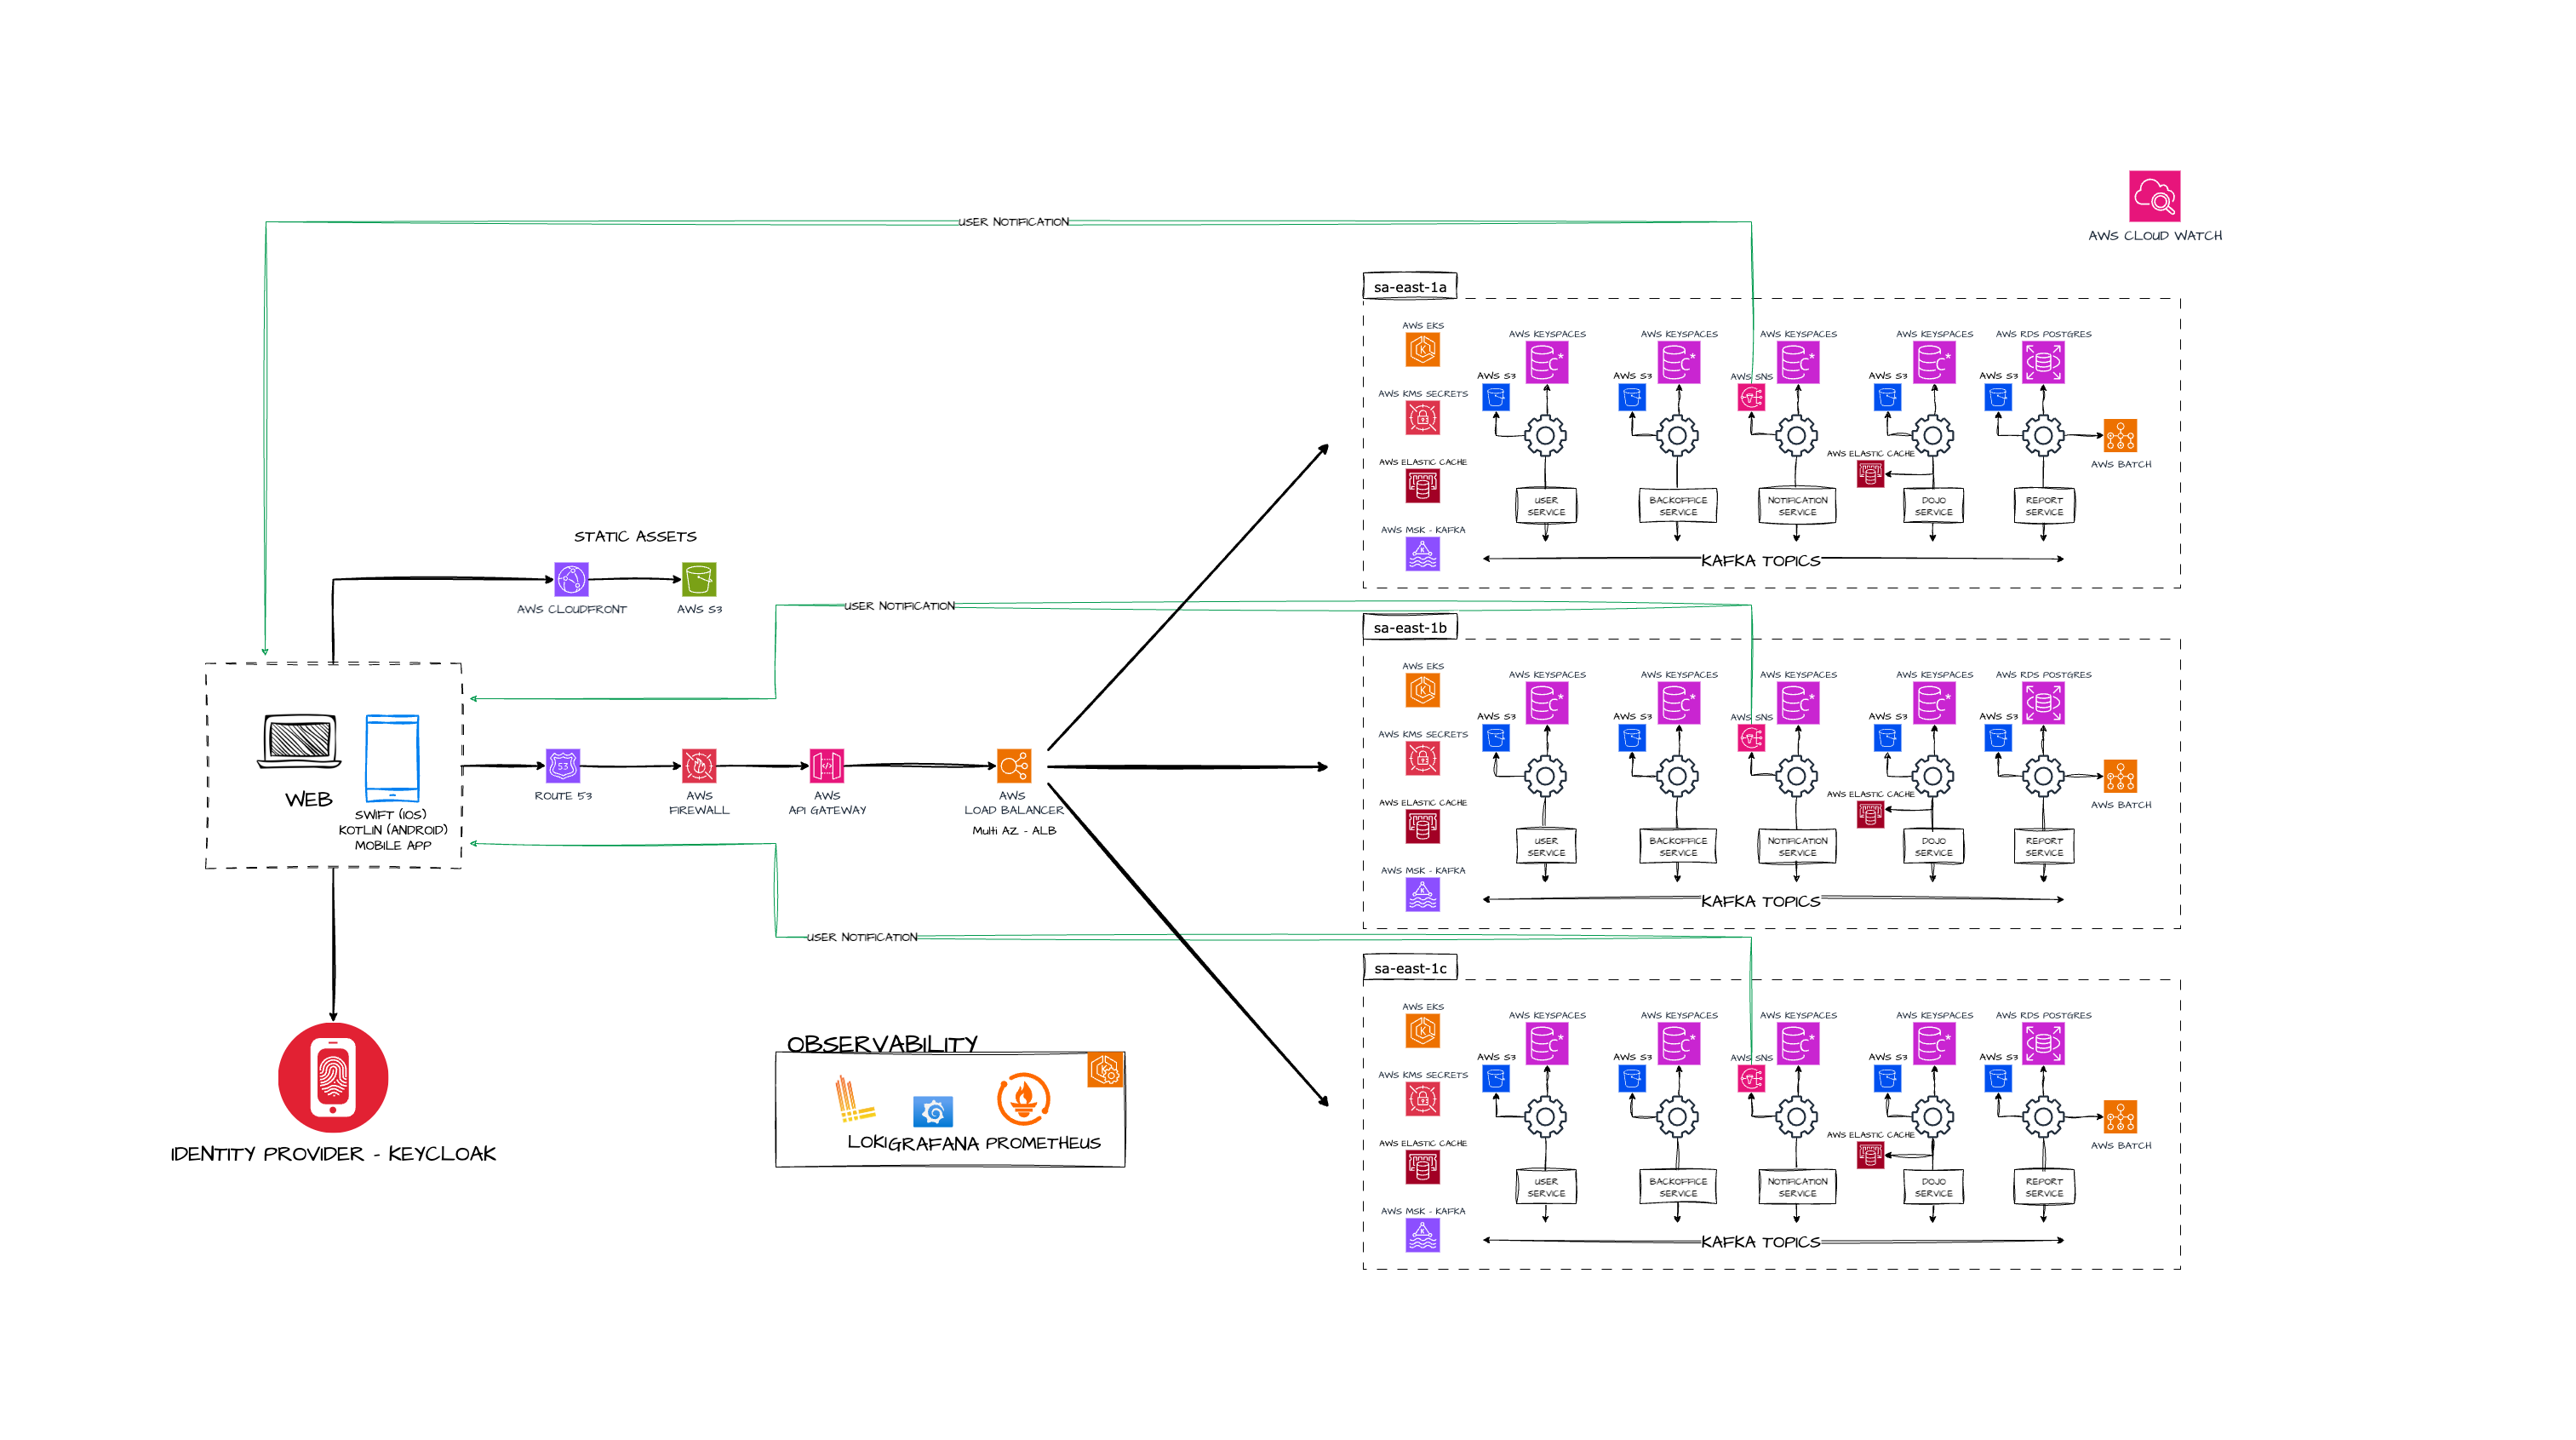 AWS CLOUD WATCH
USER NOTIFICATION
sa-east-1a
AWS EKS
AWS KEYSPACES
AWS KEYSPACES
AWS KEYSPACES
AWS KEYSPACES
AWS RDS POSTGRES
AWS S3
AWS S3
AWS SNS
AWS S3
AWS S3
AWS KMS SECRETS
AWS ELASTIC CACHE
AWS ELASTIC CACHE
AWS BATCH
USER
SERVICE
BACKOFFICE
SERVICE
NOTIFICATION
SERVICE
DOJO
SERVICE
REPORT
SERVICE
AWS MSK - KAFKA
KAFKA TOPICS
STATIC ASSETS
AWS CLOUDFRONT
AWS S3
USER NOTIFICATION
sa-east-1b
AWS EKS
AWS KEYSPACES
AWS KEYSPACES
AWS KEYSPACES
AWS KEYSPACES
AWS RDS POSTGRES
AWS S3
AWS S3
AWS SNS
AWS S3
AWS S3
AWS KMS SECRETS
AWS ELASTIC CACHE
AWS ELASTIC CACHE
AWS BATCH
USER
SERVICE
BACKOFFICE
SERVICE
NOTIFICATION
SERVICE
DOJO
SERVICE
REPORT
SERVICE
AWS MSK - KAFKA
KAFKA TOPICS
WEB
SWIFT (IOS)
KOTLIN (ANDROID)
MOBILE APP
53
ROUTE 53
AWS
FIREWALL
AWS
API GATEWAY
AWS
LOAD BALANCER
Multi AZ - ALB
USER NOTIFICATION
sa-east-1c
AWS EKS
AWS KEYSPACES
AWS KEYSPACES
AWS KEYSPACES
AWS KEYSPACES
AWS RDS POSTGRES
AWS S3
AWS S3
AWS SNS
AWS S3
AWS S3
AWS KMS SECRETS
AWS ELASTIC CACHE
AWS ELASTIC CACHE
AWS BATCH
USER
SERVICE
BACKOFFICE
SERVICE
NOTIFICATION
SERVICE
DOJO
SERVICE
REPORT
SERVICE
AWS MSK - KAFKA
KAFKA TOPICS
OBSERVABILITY
LOKI
GRAFANA
PROMETHEUS
IDENTITY PROVIDER - KEYCLOAK